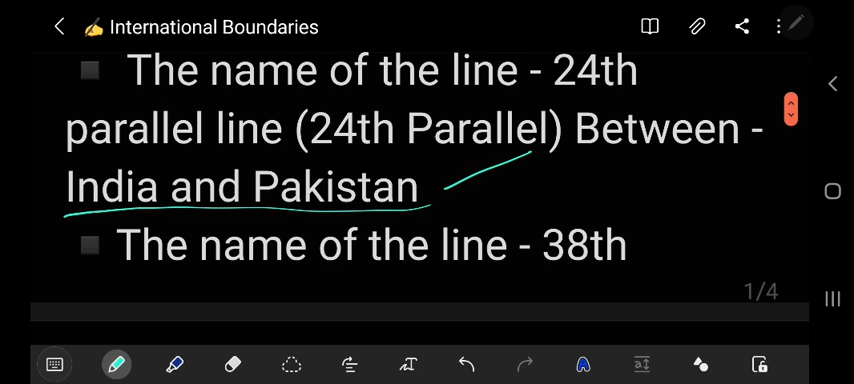 ✍️ International Boundaries
The name of the line - 24th
parallel line (24th Parallel) Between -
India and Pakistan
The name of the line - 38th
1/4